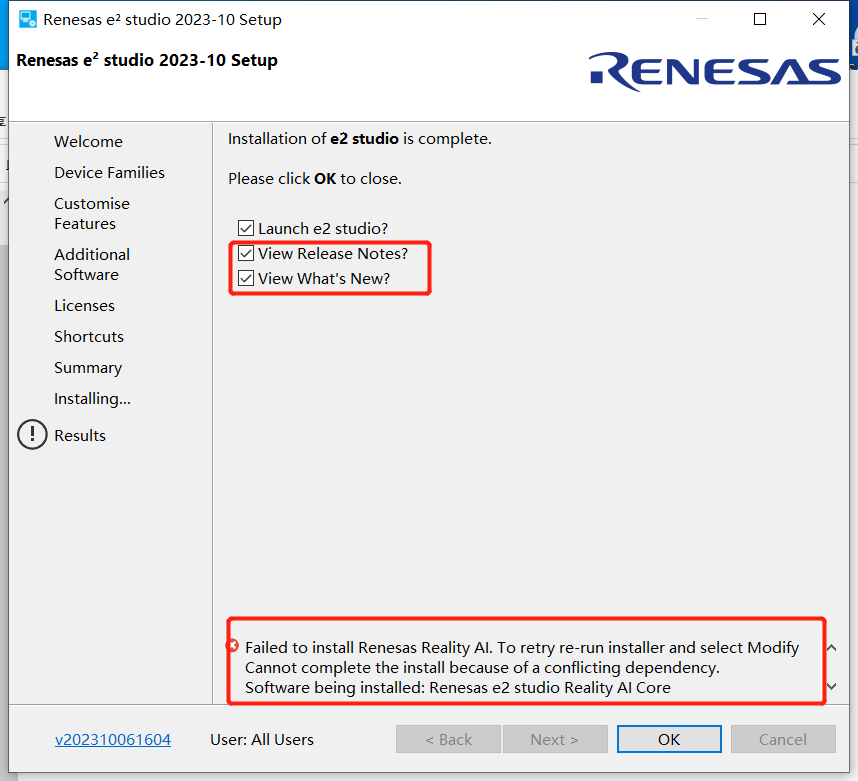 Renesas e² studio 2023-10 Setup
Renesas e² studio 2023-10 Setup
RENESAS
Welcome
Device Families
Customise
Features
Additional
Software
Licenses
Shortcuts
Summary
Installing...
Results
Installation of e2 studio is complete.
Please click OK to close.
Launch e2 studio?
View Release Notes?
View What's New?
Failed to install Renesas Reality AI. To retry re-run installer and select Modify
Cannot complete the install because of a conflicting dependency.
Software being installed: Renesas e2 studio Reality AI Core
v202310061604
User: All Users
< Back
Next >
OK
Cancel